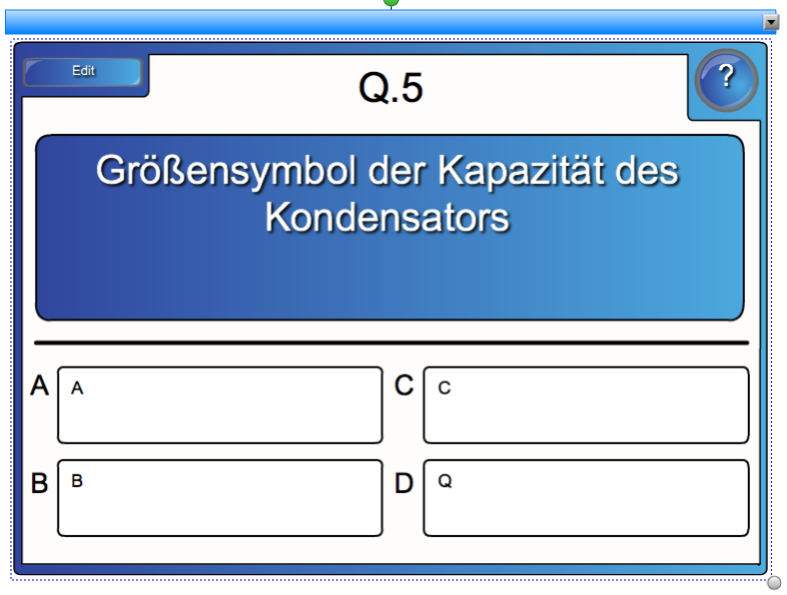 Edit
Q.5
?
Größensymbol der Kapazität des
Kondensators
A A
C C
B B
D Q